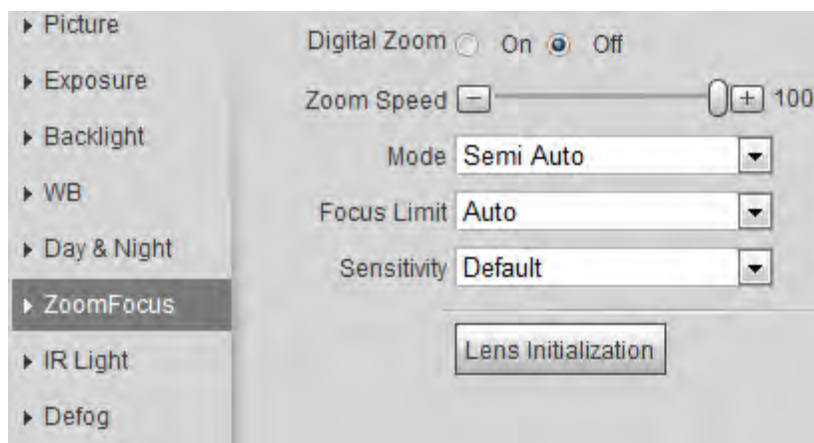 Picture
Exposure
Backlight
WB
Day & Night
ZoomFocus
IR Light
Defog
Digital Zoom On Off
Zoom Speed - + 100
Mode Semi Auto
Focus Limit Auto
Sensitivity Default
Lens Initialization